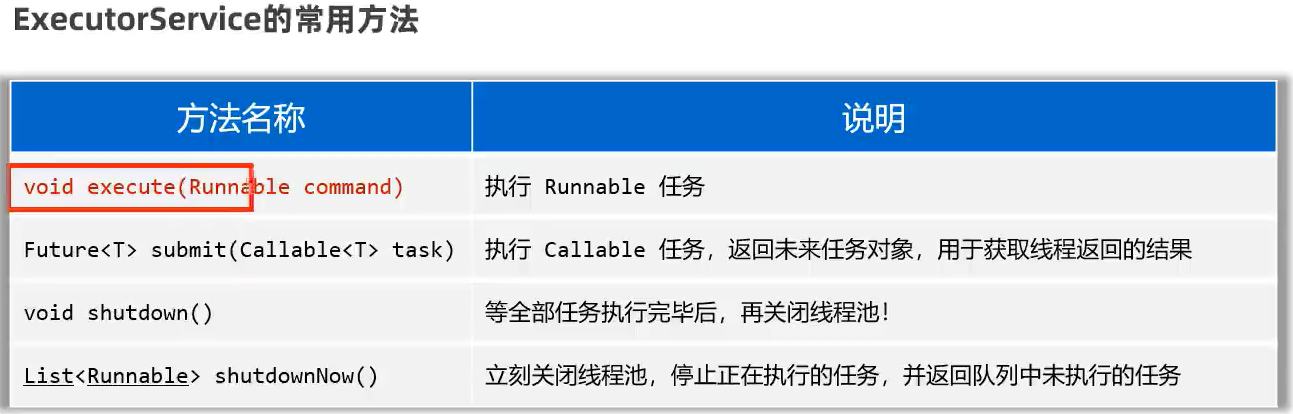 ExecutorService的常用方法
方法名称 说明
void execute(Runnable command) 执行 Runnable 任务
Future<T> submit(Callable<T> task) 执行 Callable 任务，返回未来任务对象，用于获取线程返回的结果
void shutdown() 等全部任务执行完毕后，再关闭线程池！
List<Runnable> shutdownNow() 立刻关闭线程池，停止正在执行的任务，并返回队列中未执行的任务